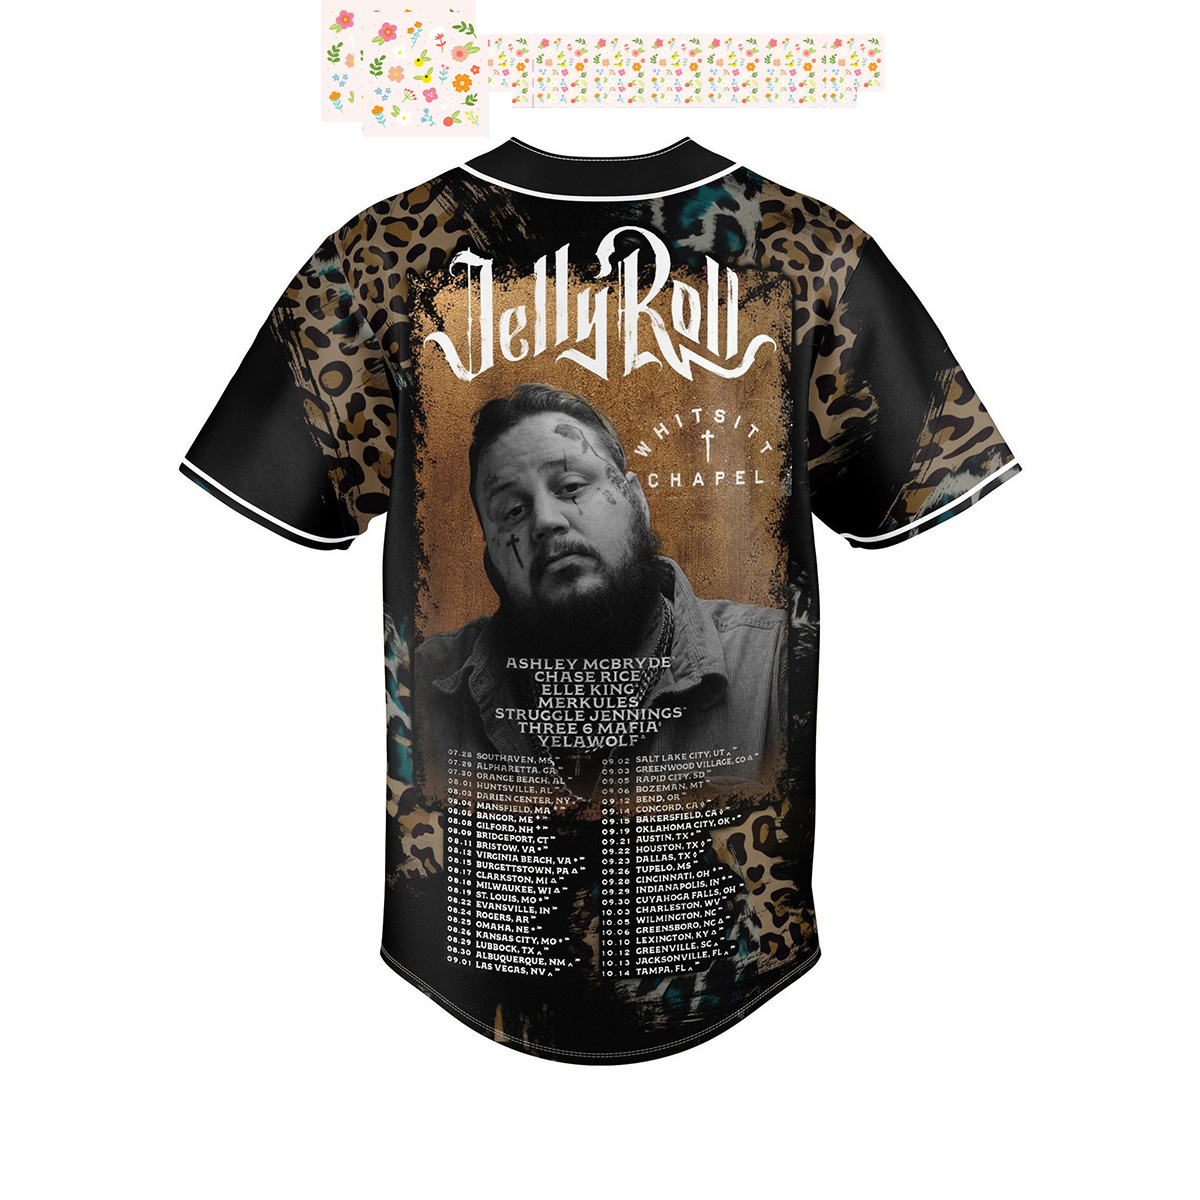 Jelly Roll
WHITSITT
CHAPEL
ASHLEY MCBRYDE
CHASE RICE
ELLE KING
MERKULES
STRUGGLE JENNINGS
THREE 6 MAFIA
YELAWOLF
07.28 SOUTHAVEN, MS
07.29 ALPHARETTA, GA
07.30 ORANGE BEACH, AL
08.01 HUNTSVILLE, AL
08.03 DARIEN CENTER, NY
08.04 MANSFIELD, MA
08.06 BANGOR, ME
08.08 GILFORD, NH
08.09 BRIDGEPORT, CT
08.11 BRISTOW, VA
08.12 VIRGINIA BEACH, VA
08.15 BURGETTSTOWN, PA
08.17 CLARKSTON, MI
08.18 MILWAUKEE, WI
08.19 ST. LOUIS, MO
08.22 EVANSVILLE, IN
08.24 ROGERS, AR
08.25 OMAHA, NE
08.26 KANSAS CITY, MO
08.29 LUBBOCK, TX
08.30 ALBUQUERQUE, NM
09.01 LAS VEGAS, NV
09.02 SALT LAKE CITY, UT
09.03 GREENWOOD VILLAGE, CO
09.05 RAPID CITY, SD
09.06 BOZEMAN, MT
09.12 BEND, OR
09.14 CONCORD, CA
09.15 BAKERSFIELD, CA
09.19 OKLAHOMA CITY, OK
09.21 AUSTIN, TX
09.22 HOUSTON, TX
09.23 DALLAS, TX
09.26 TUPELO, MS
09.28 CINCINNATI, OH
09.29 INDIANAPOLIS, IN
09.30 CUYAHOGA FALLS, OH
10.03 CHARLESTON, WV
10.05 WILMINGTON, NC
10.06 GREENSBORO, NC
10.10 LEXINGTON, KY
10.12 GREENVILLE, SC
10.13 JACKSONVILLE, FL
10.14 TAMPA, FL